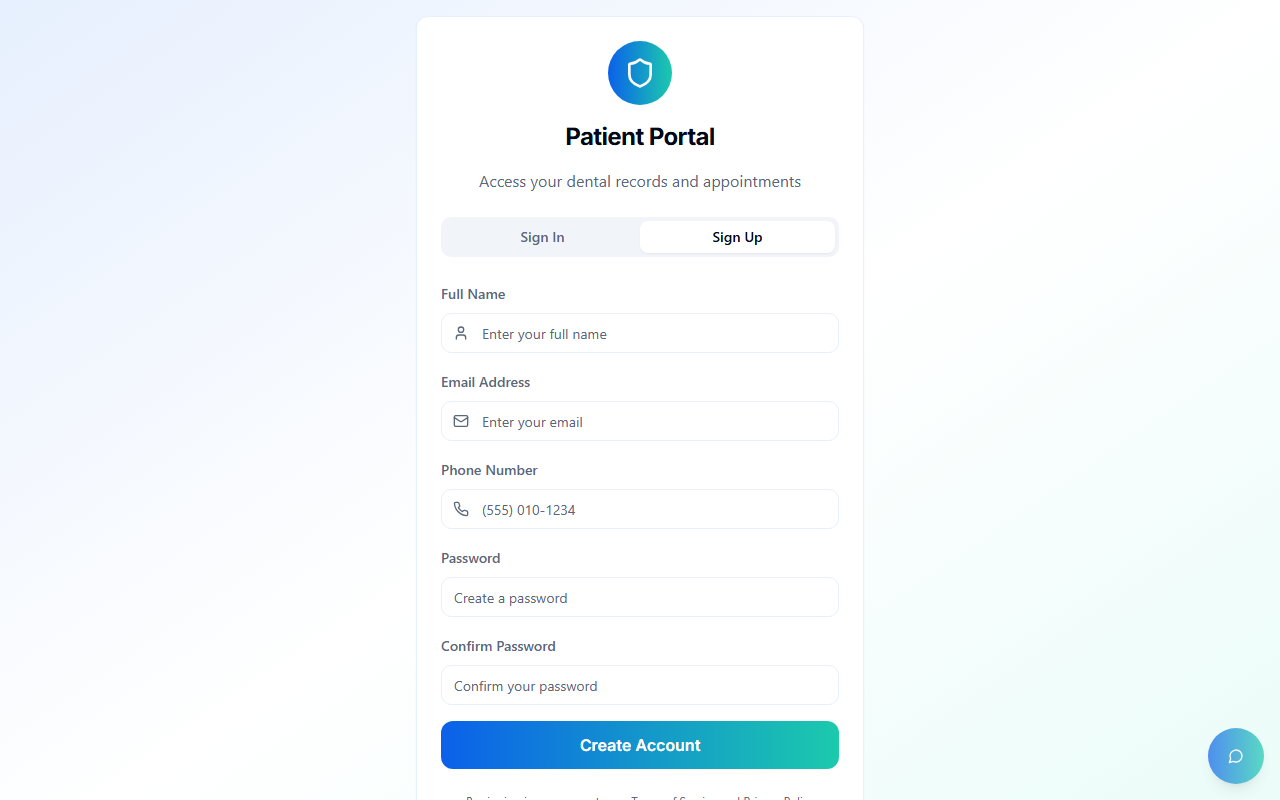 Patient Portal
Access your dental records and appointments
Sign In
Sign Up
Full Name
Enter your full name
Email Address
Enter your email
Phone Number
(555) 010-1234
Password
Create a password
Confirm Password
Confirm your password
Create Account